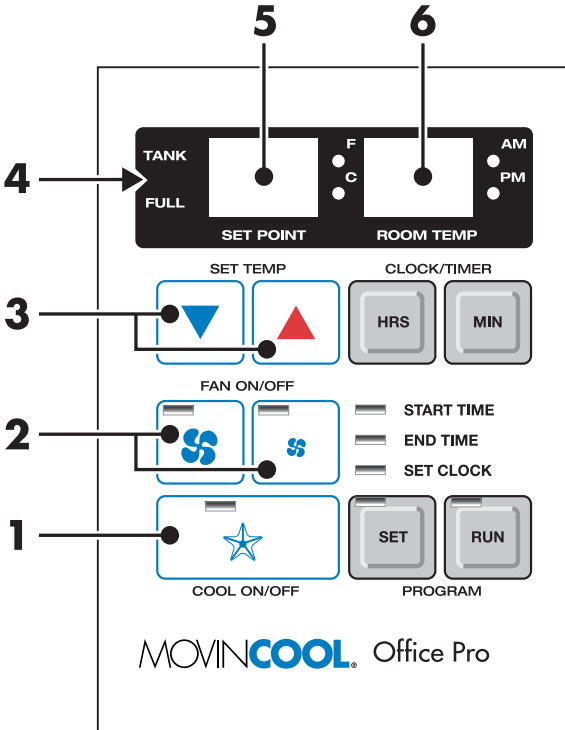 5 6
F AM
TANK
4 C PM
FULL
SET POINT ROOM TEMP
SET TEMP CLOCK/TIMER
3 HRS MIN
FAN ON/OFF
START TIME
2 END TIME
SET CLOCK
1 SET RUN
COOL ON/OFF PROGRAM
MOVINCOOL® Office Pro